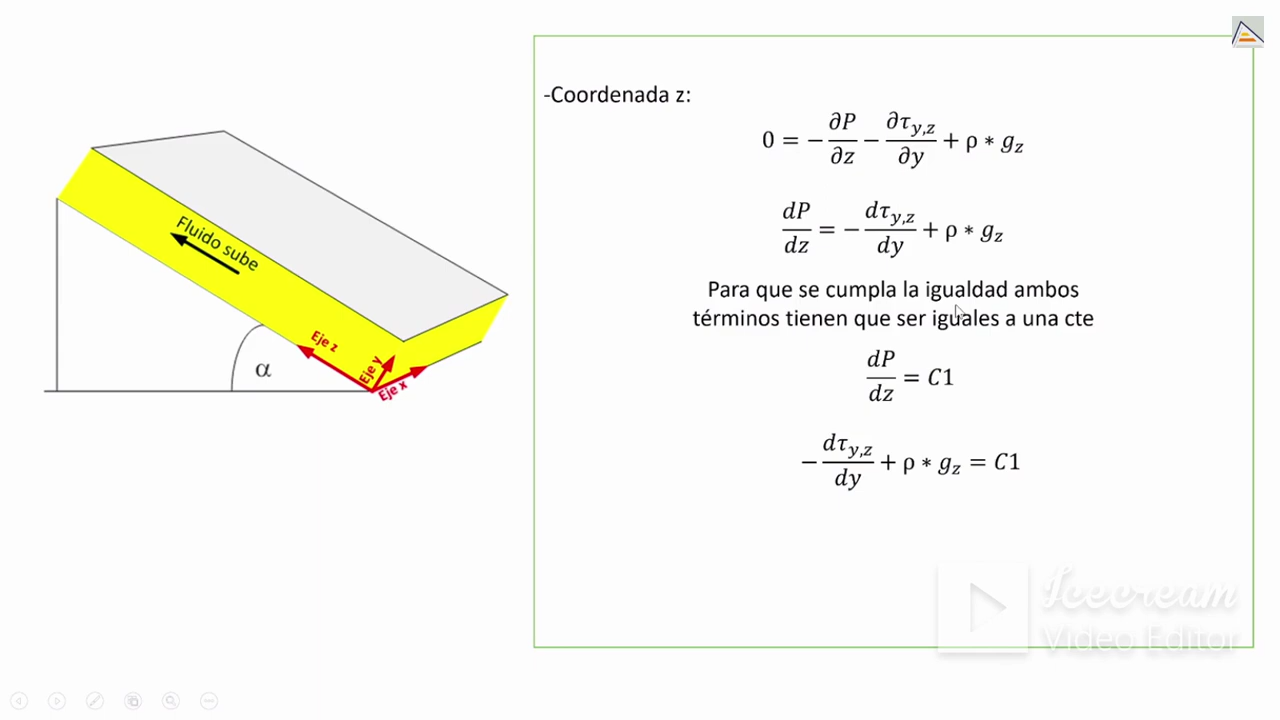 -Coordenada z:
0 = − ∂P/∂z − ∂τ_{y,z}/∂y + ρ ∗ g_z
dP/dz = − dτ_{y,z}/dy + ρ ∗ g_z
Para que se cumpla la igualdad ambos
términos tienen que ser iguales a una cte
dP/dz = C1
− dτ_{y,z}/dy + ρ ∗ g_z = C1
Fluido sube
Eje z
Eje y
Eje x
α
Icecream
Video Editor